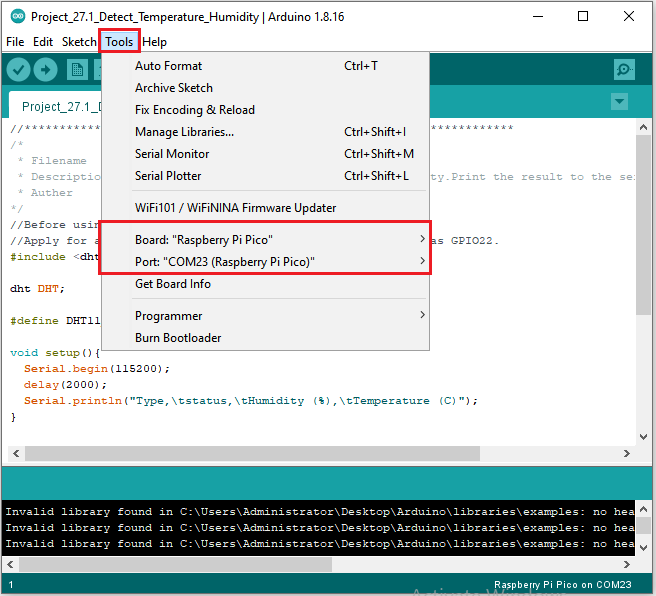 Project_27.1_Detect_Temperature_Humidity | Arduino 1.8.16
File Edit Sketch Tools Help
Auto Format Ctrl+T
Archive Sketch
Project_27.1_D
Fix Encoding & Reload
//**************
Manage Libraries... Ctrl+Shift+I
/*
* Filename
Serial Monitor Ctrl+Shift+M
* Descriptio
Serial Plotter Ctrl+Shift+L
ty.Print the result to the se
* Auther
*/
WiFi101 / WiFiNINA Firmware Updater
//Before usin
//Apply for a
Board: "Raspberry Pi Pico"
as GPIO22.
#include <dht
Port: "COM23 (Raspberry Pi Pico)"
Get Board Info
dht DHT;
Programmer
#define DHT11
Burn Bootloader
void setup(){
Serial.begin(115200);
delay(2000);
Serial.println("Type,\tstatus,\tHumidity (%),\tTemperature (C)");
}
Invalid library found in C:\Users\Administrator\Desktop\Arduino\libraries\examples: no hea
Invalid library found in C:\Users\Administrator\Desktop\Arduino\libraries\examples: no hea
Invalid library found in C:\Users\Administrator\Desktop\Arduino\libraries\examples: no hea
1 Raspberry Pi Pico on COM23